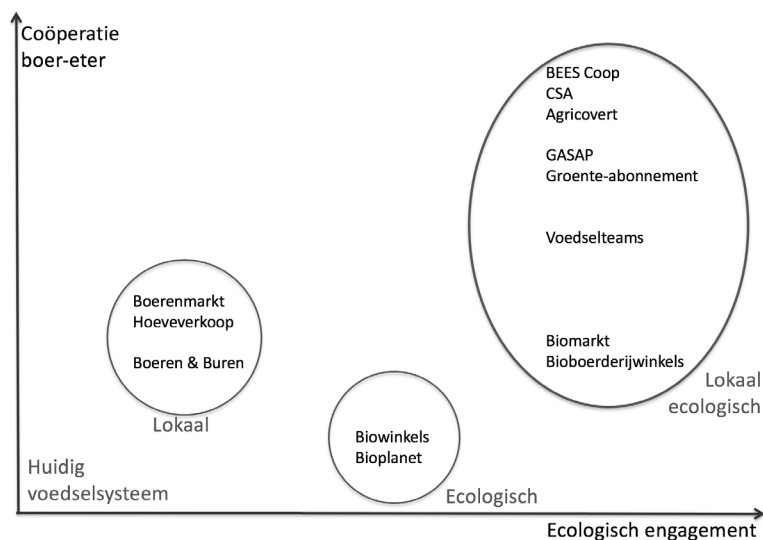 Coöperatie
boer-eter
BEES Coop
CSA
Agricovert
GASAP
Groente-abonnement
Voedselteams
Biomarkt
Bioboerderijwinkels
Lokaal
ecologisch
Boerenmarkt
Hoeveverkoop
Boeren & Buren
Lokaal
Biowinkels
Bioplanet
Ecologisch
Huidig
voedselsysteem
Ecologisch engagement